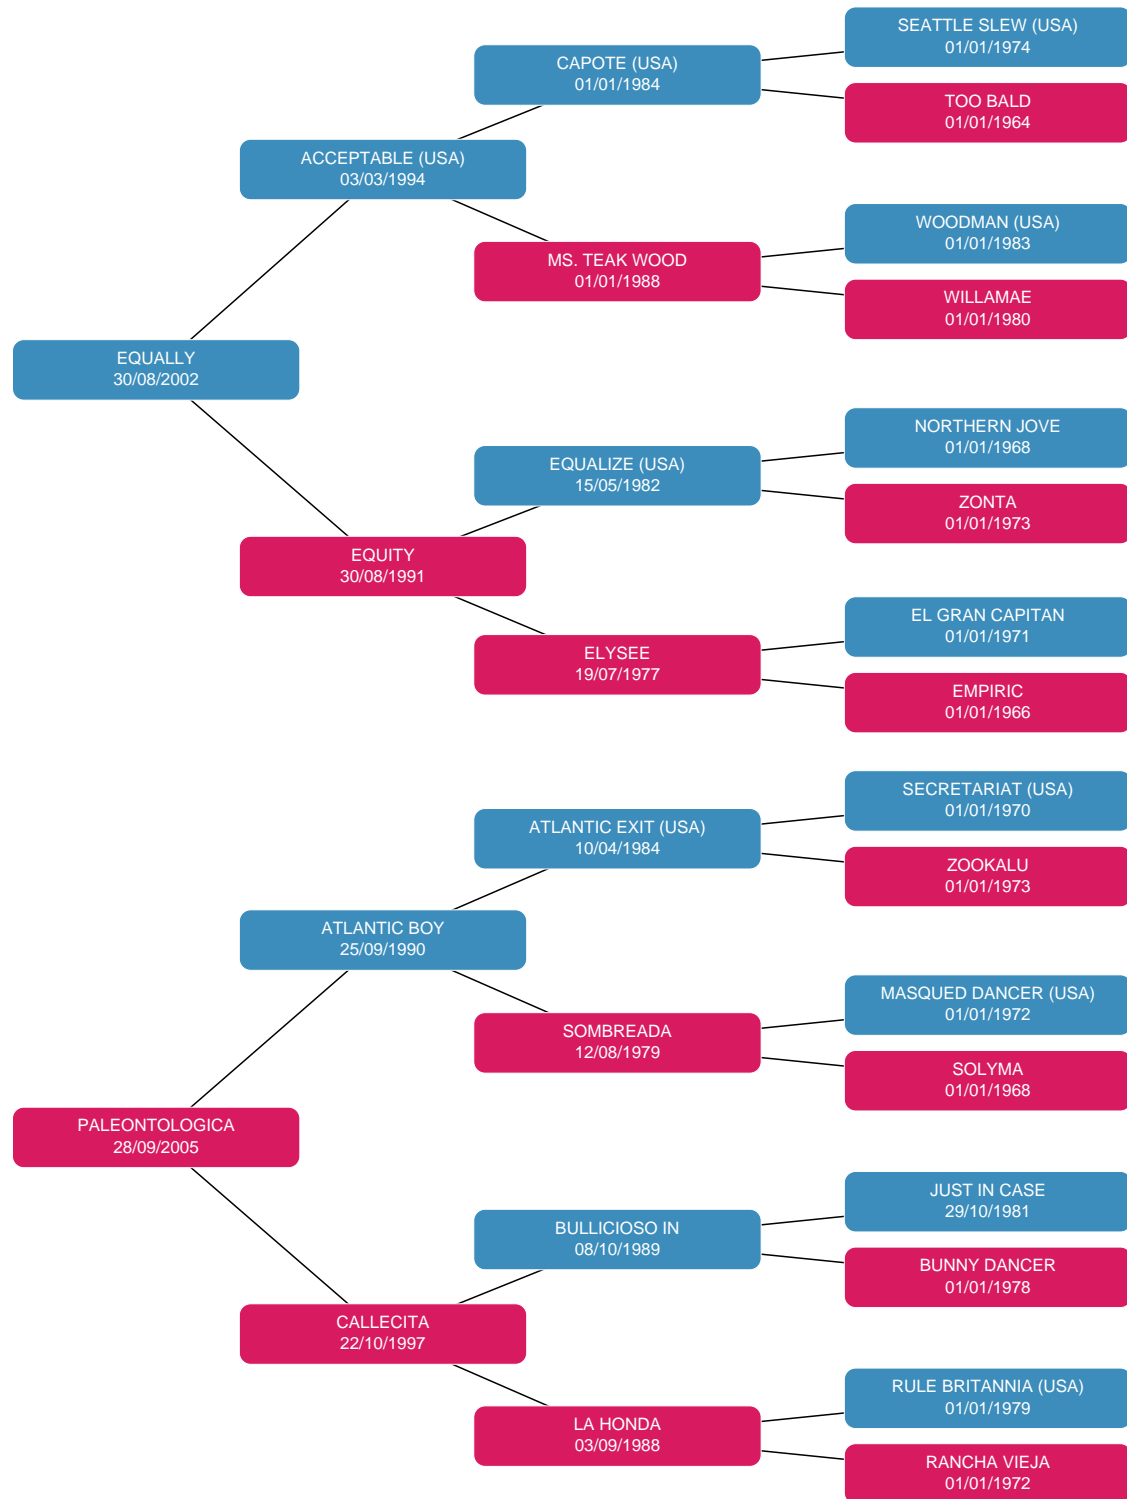 SEATTLE SLEW (USA)
01/01/1974
CAPOTE (USA)
01/01/1984
TOO BALD
01/01/1964
ACCEPTABLE (USA)
03/03/1994
WOODMAN (USA)
01/01/1983
MS. TEAK WOOD
01/01/1988
WILLAMAE
01/01/1980
EQUALLY
30/08/2002
NORTHERN JOVE
01/01/1968
EQUALIZE (USA)
15/05/1982
ZONTA
01/01/1973
EQUITY
30/08/1991
EL GRAN CAPITAN
01/01/1971
ELYSEE
19/07/1977
EMPIRIC
01/01/1966
SECRETARIAT (USA)
01/01/1970
ATLANTIC EXIT (USA)
10/04/1984
ZOOKALU
01/01/1973
ATLANTIC BOY
25/09/1990
MASQUED DANCER (USA)
01/01/1972
SOMBREADA
12/08/1979
SOLYMA
01/01/1968
PALEONTOLOGICA
28/09/2005
JUST IN CASE
29/10/1981
BULLICIOSO IN
08/10/1989
BUNNY DANCER
01/01/1978
CALLECITA
22/10/1997
RULE BRITANNIA (USA)
01/01/1979
LA HONDA
03/09/1988
RANCHA VIEJA
01/01/1972